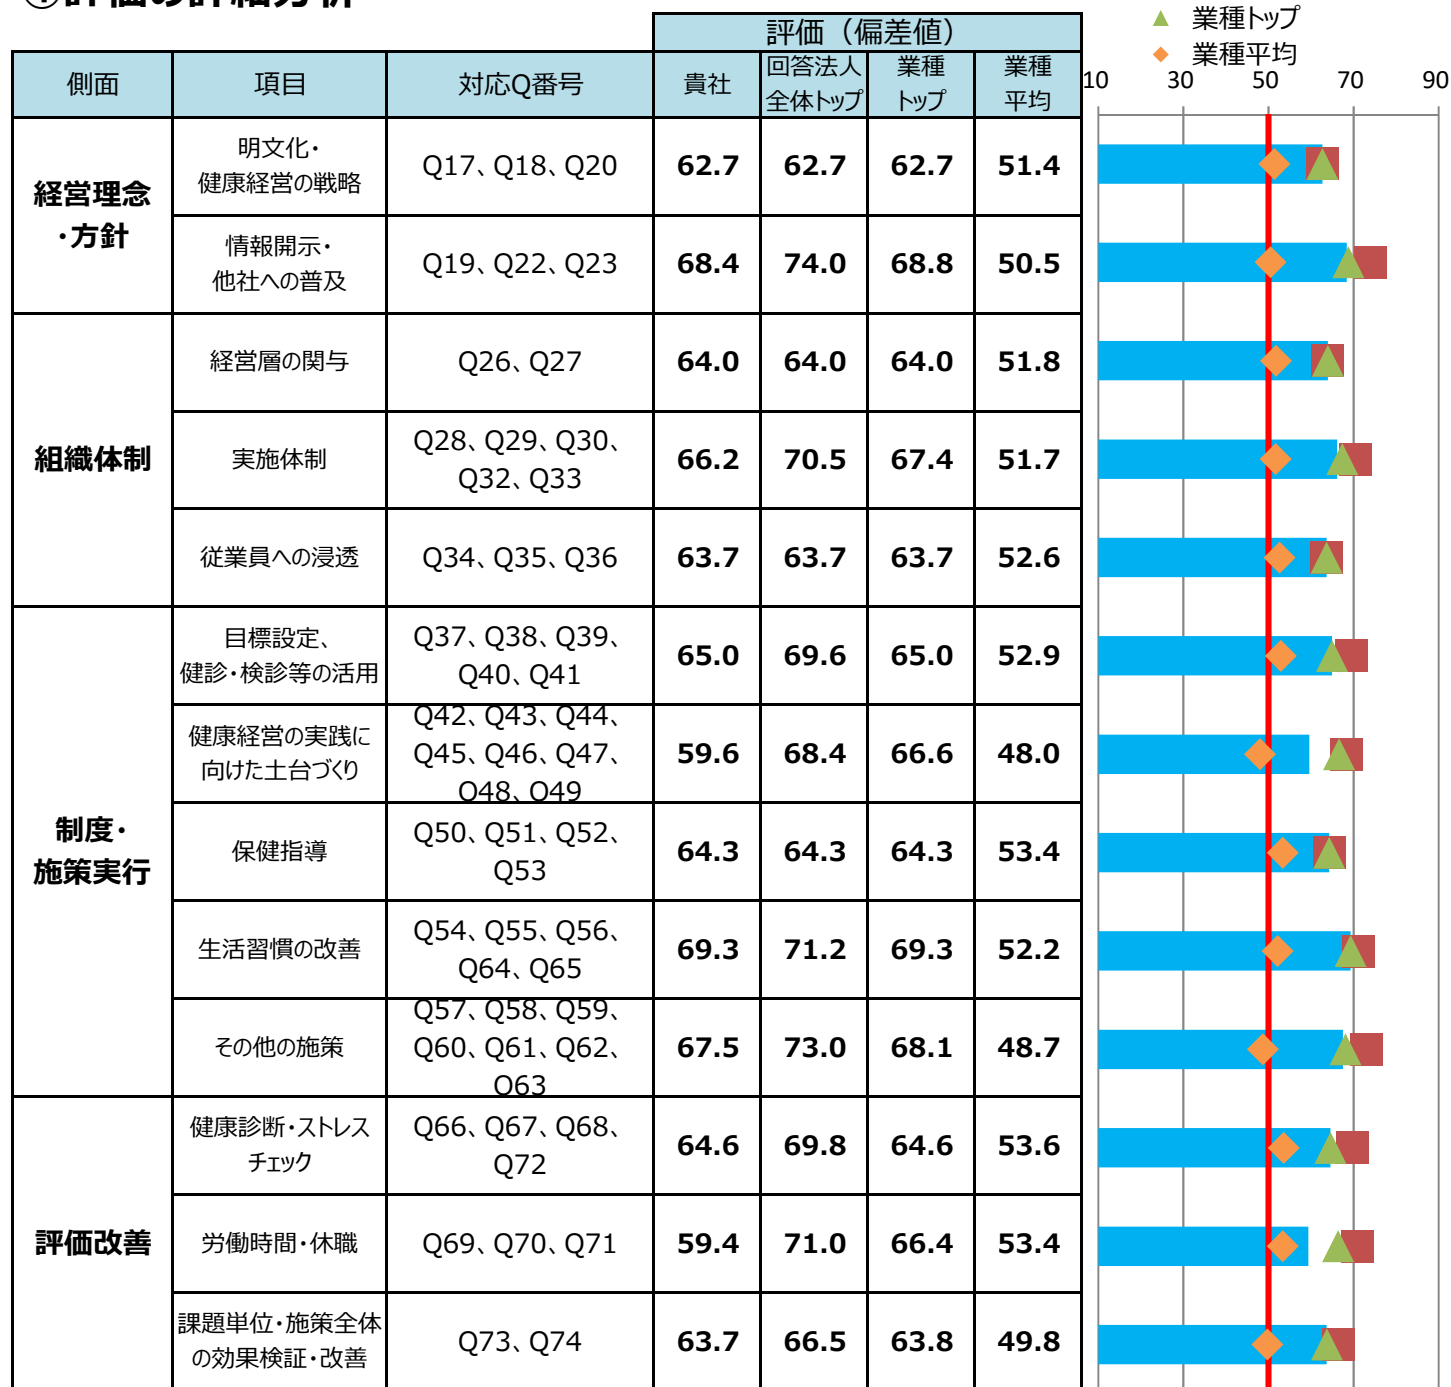 ①評価の詳細分析
▲ 業種トップ
◆ 業種平均
評価（偏差値）
側面 項目 対応Q番号 貴社 回答法人 業種 業種
全体トップ トップ 平均
10 30 50 70 90
経営理念
・方針
明文化・
健康経営の戦略
Q17、Q18、Q20
62.7 62.7 62.7 51.4
情報開示・
他社への普及
Q19、Q22、Q23
68.4 74.0 68.8 50.5
組織体制
経営層の関与
Q26、Q27
64.0 64.0 64.0 51.8
実施体制
Q28、Q29、Q30、
Q32、Q33
66.2 70.5 67.4 51.7
従業員への浸透
Q34、Q35、Q36
63.7 63.7 63.7 52.6
制度・
施策実行
目標設定、
健診・検診等の活用
Q37、Q38、Q39、
Q40、Q41
65.0 69.6 65.0 52.9
健康経営の実践に
向けた土台づくり
Q42、Q43、Q44、
Q45、Q46、Q47、
Q48、Q49
59.6 68.4 66.6 48.0
保健指導
Q50、Q51、Q52、
Q53
64.3 64.3 64.3 53.4
生活習慣の改善
Q54、Q55、Q56、
Q64、Q65
69.3 71.2 69.3 52.2
その他の施策
Q57、Q58、Q59、
Q60、Q61、Q62、
Q63
67.5 73.0 68.1 48.7
評価改善
健康診断・ストレス
チェック
Q66、Q67、Q68、
Q72
64.6 69.8 64.6 53.6
労働時間・休職
Q69、Q70、Q71
59.4 71.0 66.4 53.4
課題単位・施策全体
の効果検証・改善
Q73、Q74
63.7 66.5 63.8 49.8